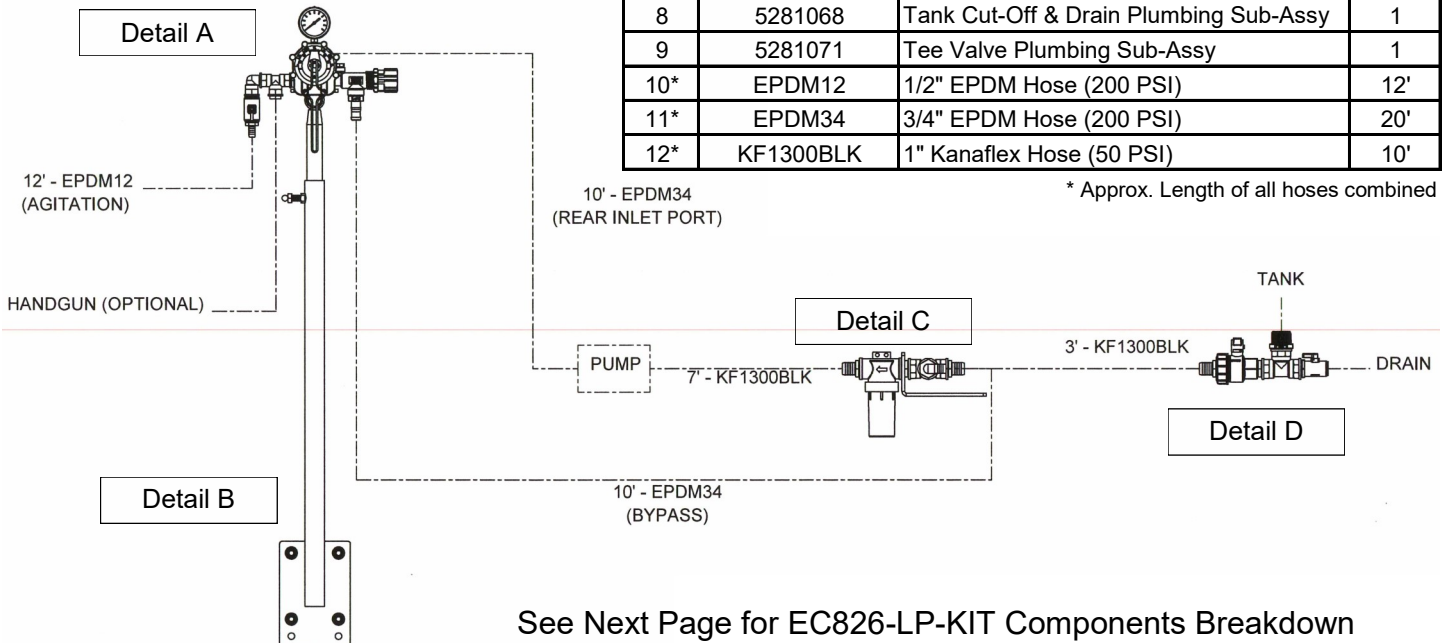 Detail A
8 5281068 Tank Cut-Off & Drain Plumbing Sub-Assy 1
9 5281071 Tee Valve Plumbing Sub-Assy 1
10* EPDM12 1/2" EPDM Hose (200 PSI) 12'
11* EPDM34 3/4" EPDM Hose (200 PSI) 20'
12* KF1300BLK 1" Kanaflex Hose (50 PSI) 10'
* Approx. Length of all hoses combined
12' - EPDM12
(AGITATION)
10' - EPDM34
(REAR INLET PORT)
HANDGUN (OPTIONAL)
TANK
Detail C
3' - KF1300BLK
PUMP
7' - KF1300BLK
DRAIN
Detail D
Detail B
10' - EPDM34
(BYPASS)
See Next Page for EC826-LP-KIT Components Breakdown